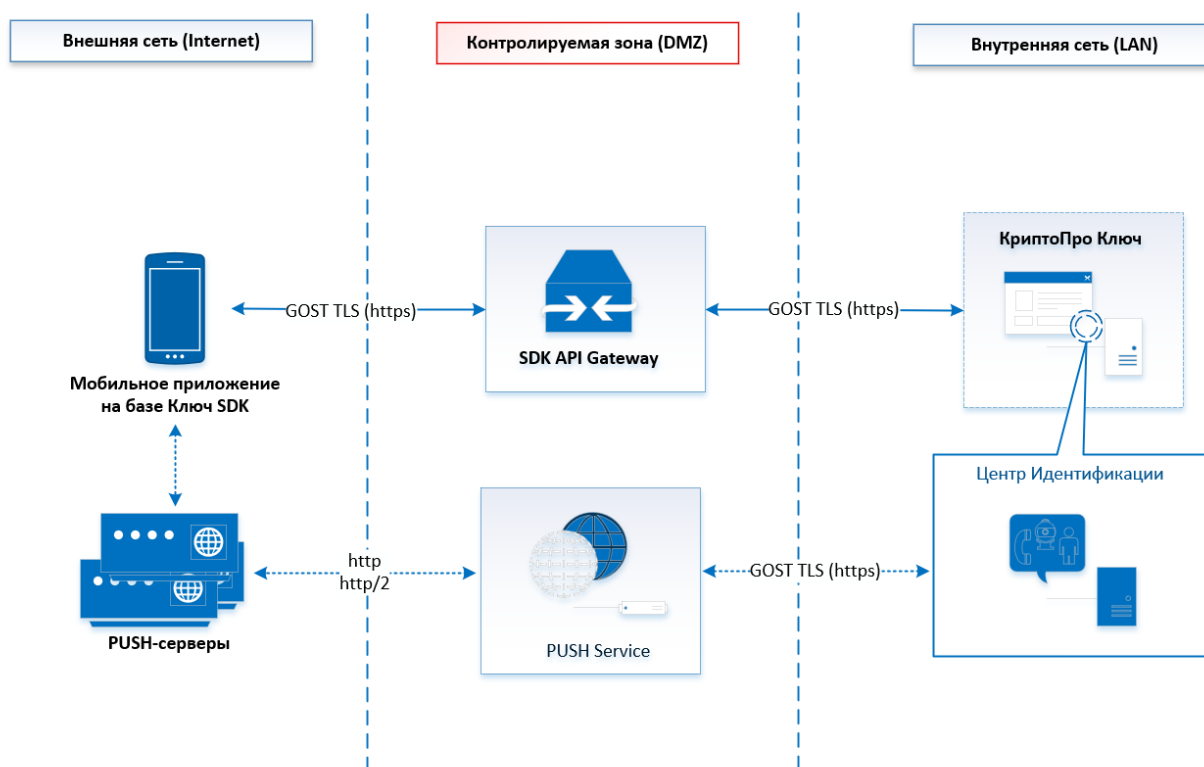 Внешняя сеть (Internet)
Контролируемая зона (DMZ)
Внутренняя сеть (LAN)
КриптоПро Ключ
GOST TLS (https)
GOST TLS (https)
SDK API Gateway
Мобильное приложение
на базе Ключ SDK
Центр Идентификации
http
http/2
GOST TLS (https)
PUSH-серверы
PUSH Service